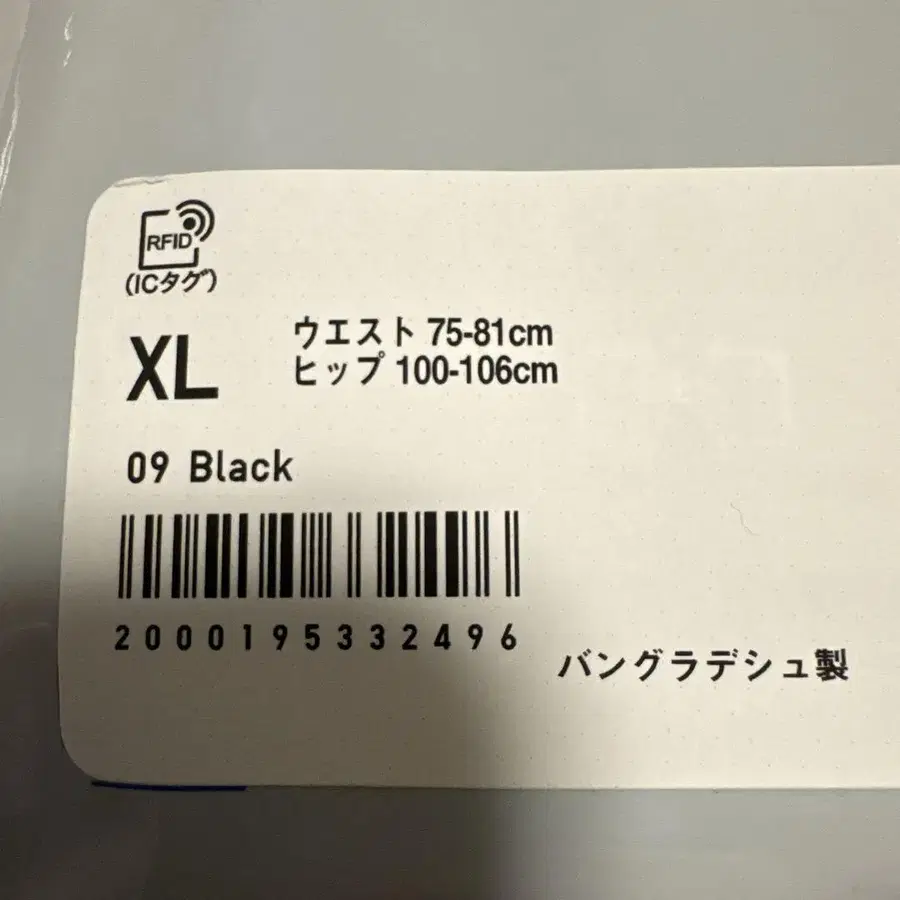 RFID
(ICタグ)
XL
ウエスト 75-81cm
ヒップ 100-106cm
09 Black
2000195332496
バングラデシュ製